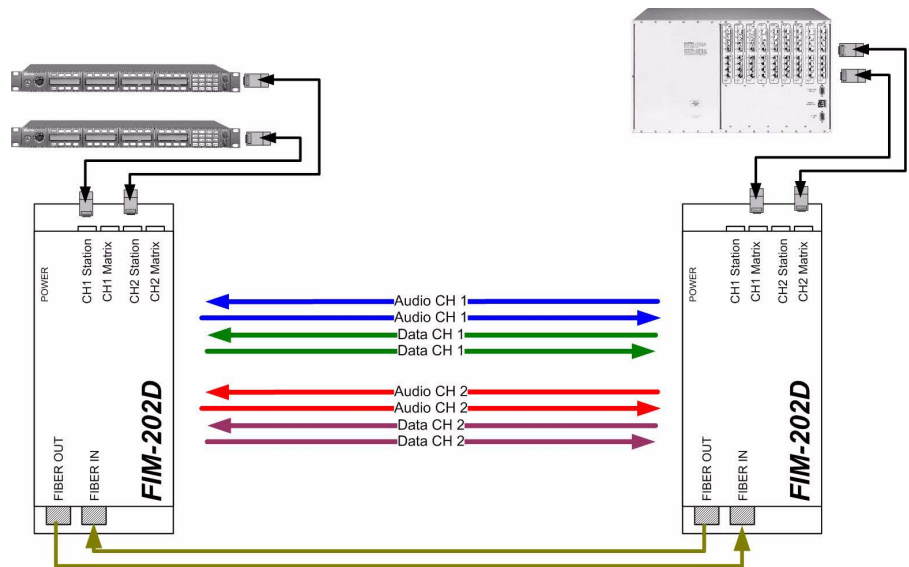 POWER
CH1 Station
CH1 Matrix
CH2 Station
CH2 Matrix
FIBER OUT
FIBER IN
FIM-202D
Audio CH 1
Audio CH 1
Data CH 1
Data CH 1
Audio CH 2
Audio CH 2
Data CH 2
Data CH 2
POWER
CH1 Station
CH1 Matrix
CH2 Station
CH2 Matrix
FIBER OUT
FIBER IN
FIM-202D